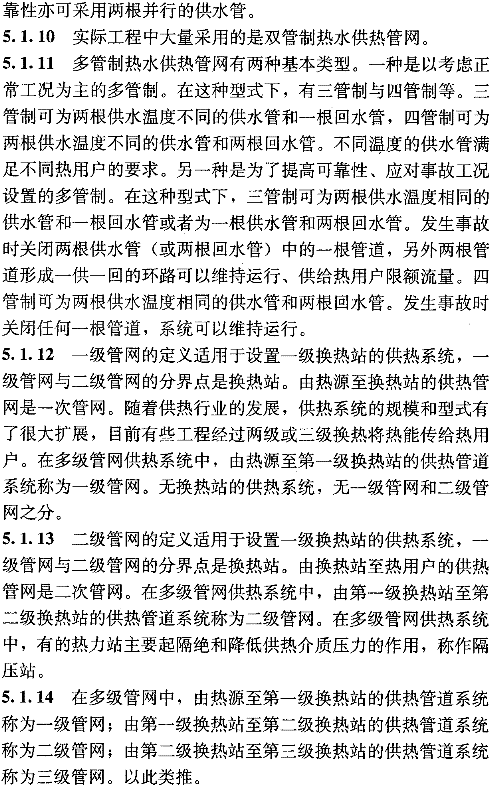 靠性亦可采用两根并行的供水管。
5.1.10 实际工程中大量采用的是双管制热水供热管网。
5.1.11 多管制热水供热管网有两种基本类型。一种是以考虑正
常工况为主的多管制。在这种型式下，有三管制与四管制等。三
管制可为两根供水温度不同的供水管和一根回水管，四管制可为
两根供水温度不同的供水管和两根回水管。不同温度的供水管满
足不同热用户的要求。另一种是为了提高可靠性、应对事故工况
设置的多管制。在这种型式下，三管制可为两根供水温度相同的
供水管和一根回水管或者为一根供水管和两根回水管。发生事故
时关闭两根供水管（或两根回水管）中的一根管道，另外两根管
道形成一供一回的环路可以维持运行、供给热用户限额流量。四
管制可为两根供水温度相同的供水管和两根回水管。发生事故时
关闭任何一根管道，系统可以维持运行。
5.1.12 一级管网的定义适用于设置一级换热站的供热系统，一
级管网与二级管网的分界点是换热站。由热源至换热站的供热管
网是一次管网。随着供热行业的发展，供热系统的规模和型式有
了很大扩展，目前有些工程经过两级或三级换热将热能传给热用
户。在多级管网供热系统中，由热源至第一级换热站的供热管道
系统称为一级管网。无换热站的供热系统，无一级管网和二级管
网之分。
5.1.13 二级管网的定义适用于设置一级换热站的供热系统，一
级管网与二级管网的分界点是换热站。由换热站至热用户的供热
管网是二次管网。在多级管网供热系统中，由第一级换热站至第
二级换热站的供热管道系统称为二级管网。在多级管网供热系统
中，有的热力站主要起隔绝和降低供热介质压力的作用，称作隔
压站。
5.1.14 在多级管网中，由热源至第一级换热站的供热管道系统
称为一级管网；由第一级换热站至第二级换热站的供热管道系统
称为二级管网；由第二级换热站至第三级换热站的供热管道系统
称为三级管网。以此类推。